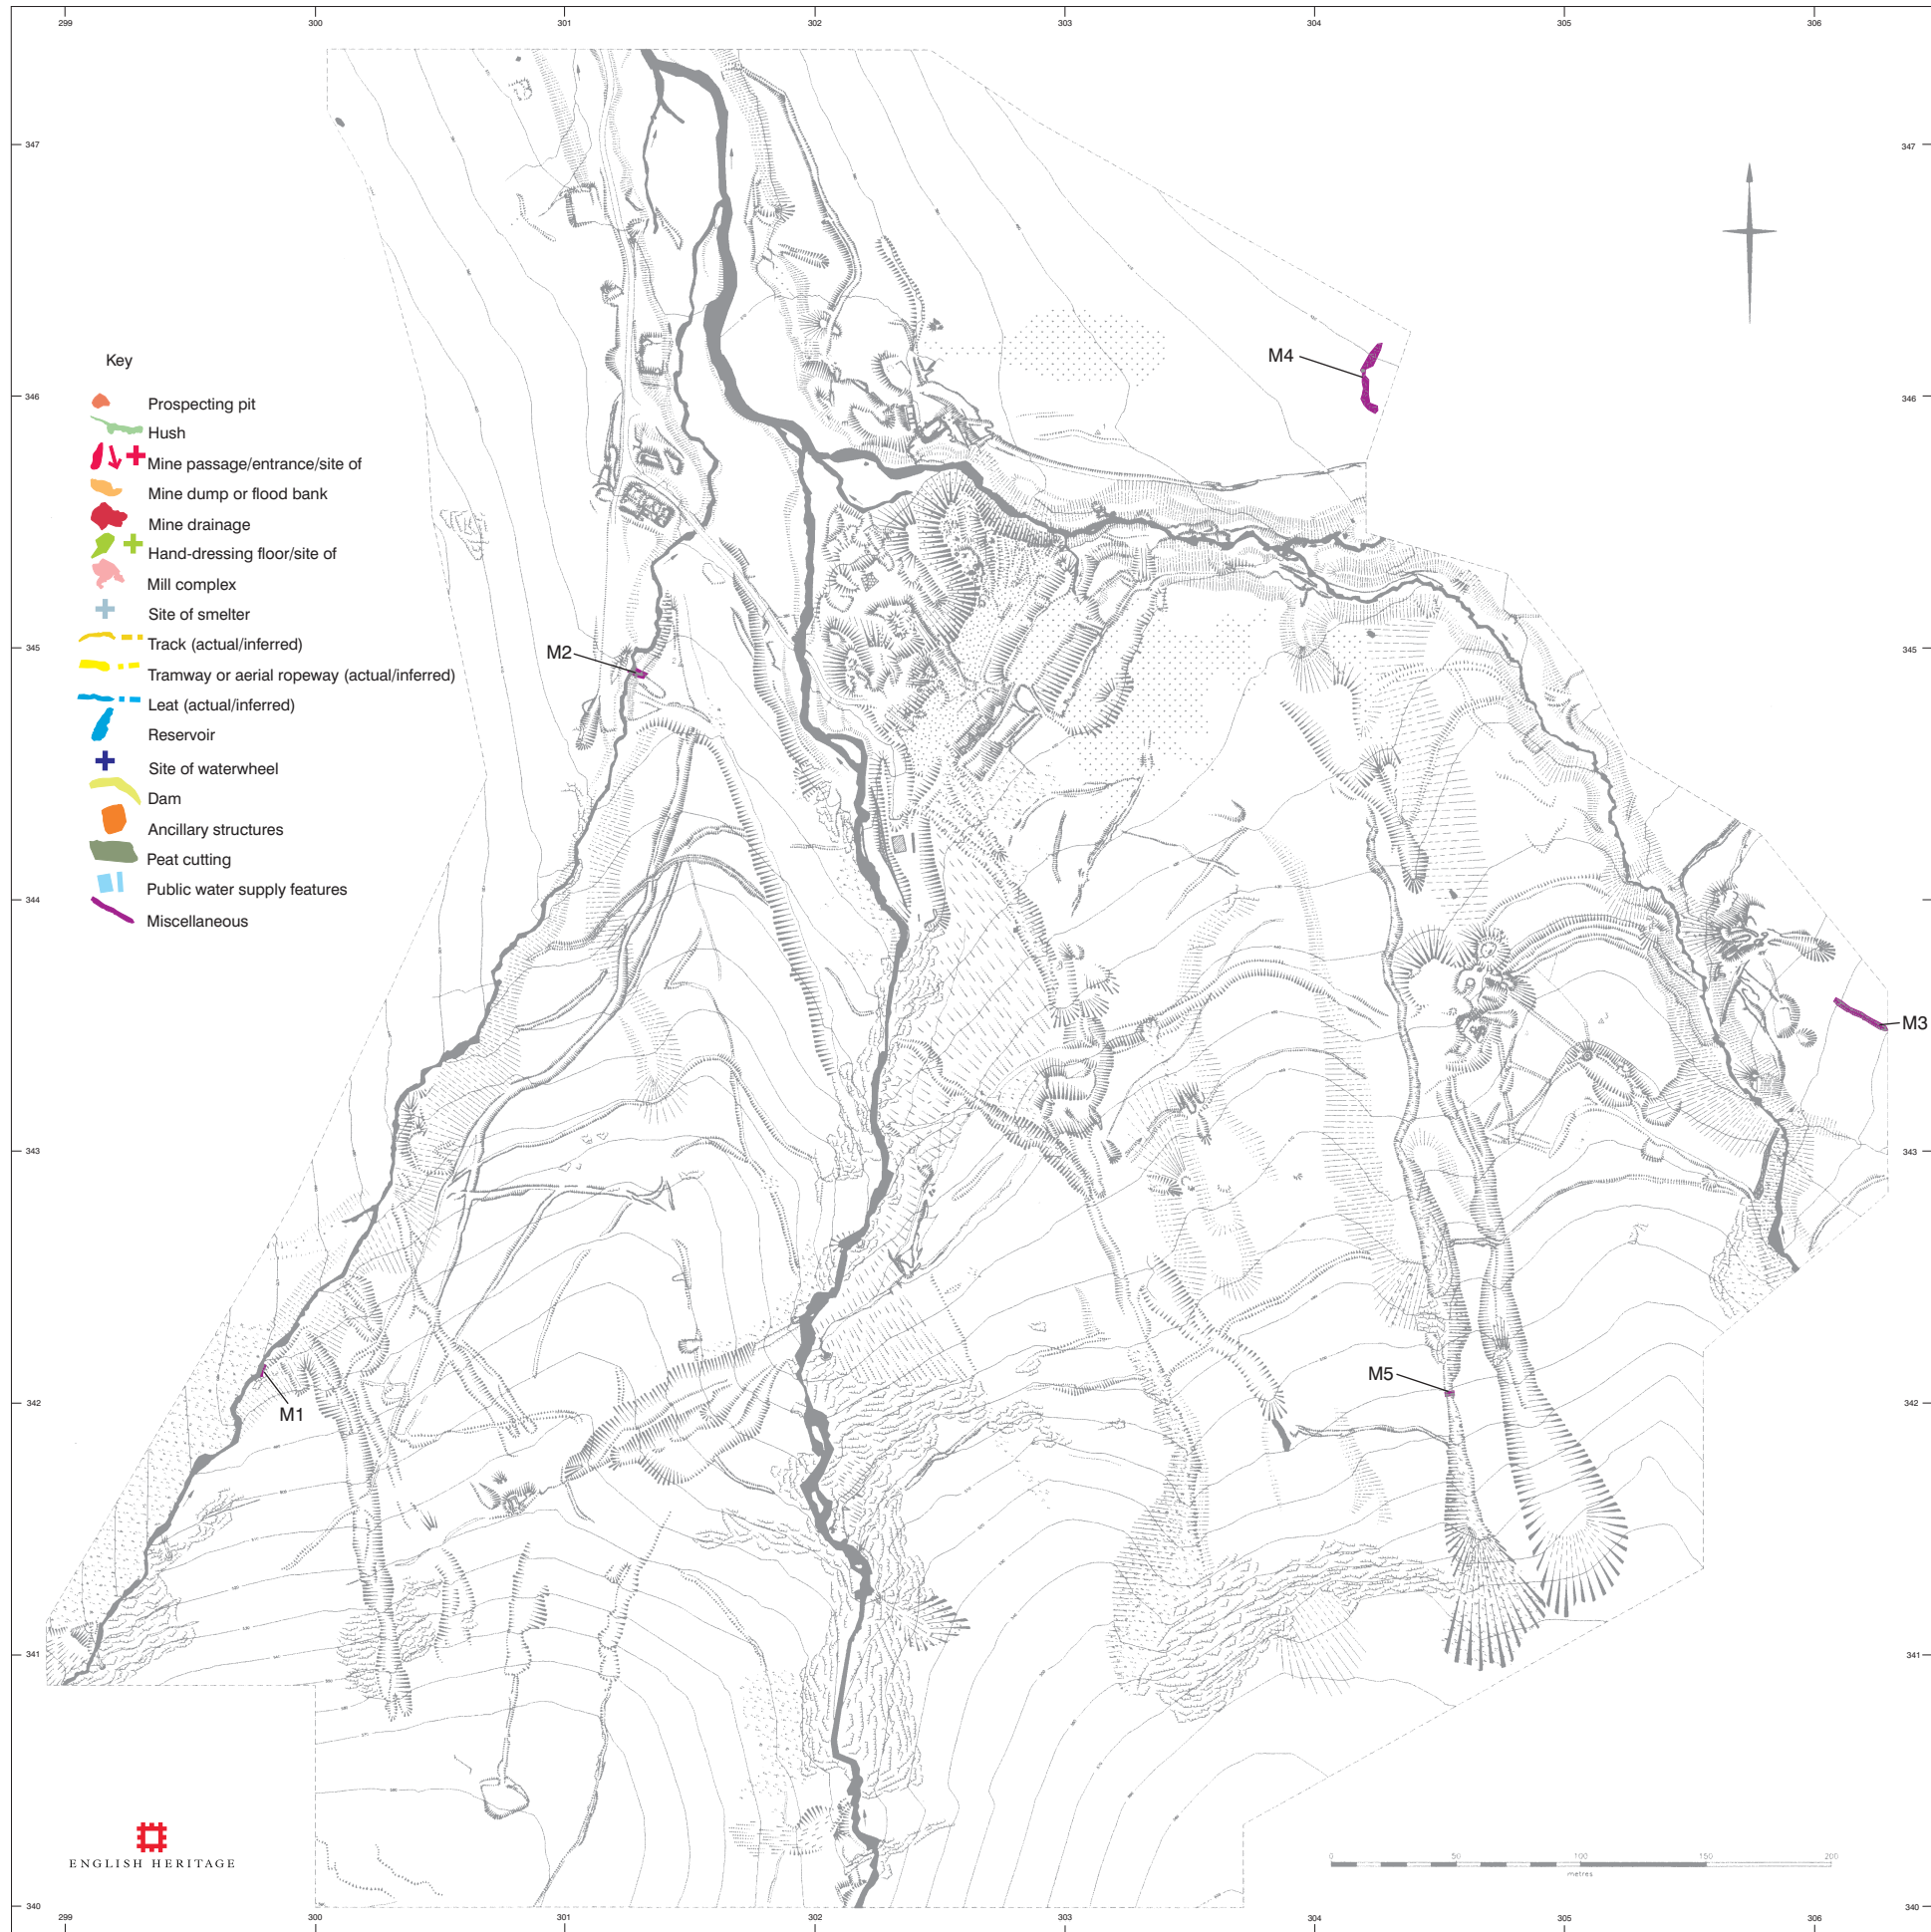 299 300 301 302 303 304 305 306
347 347
M4
Key
Prospecting pit
346 346
Hush
Mine passage/entrance/site of
Mine dump or flood bank
Mine drainage
Hand-dressing floor/site of
Mill complex
Site of smelter
Track (actual/inferred)
345 M2 345
Tramway or aerial ropeway (actual/inferred)
Leat (actual/inferred)
Reservoir
Site of waterwheel
Dam
Ancillary structures
Peat cutting
Public water supply features
344
Miscellaneous
M3
343 343
M5
342 M1 342
341 341
ENGLISH HERITAGE
0 50 100 150 200
metres
340 340
299 300 301 302 303 304 305 306